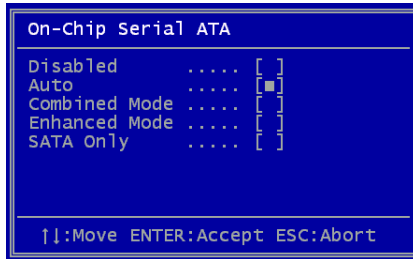 On-Chip Serial ATA
Disabled ..... [ ]
Auto ..... [■]
Combined Mode ..... [ ]
Enhanced Mode ..... [ ]
SATA Only ..... [ ]
↑↓:Move ENTER:Accept ESC:Abort